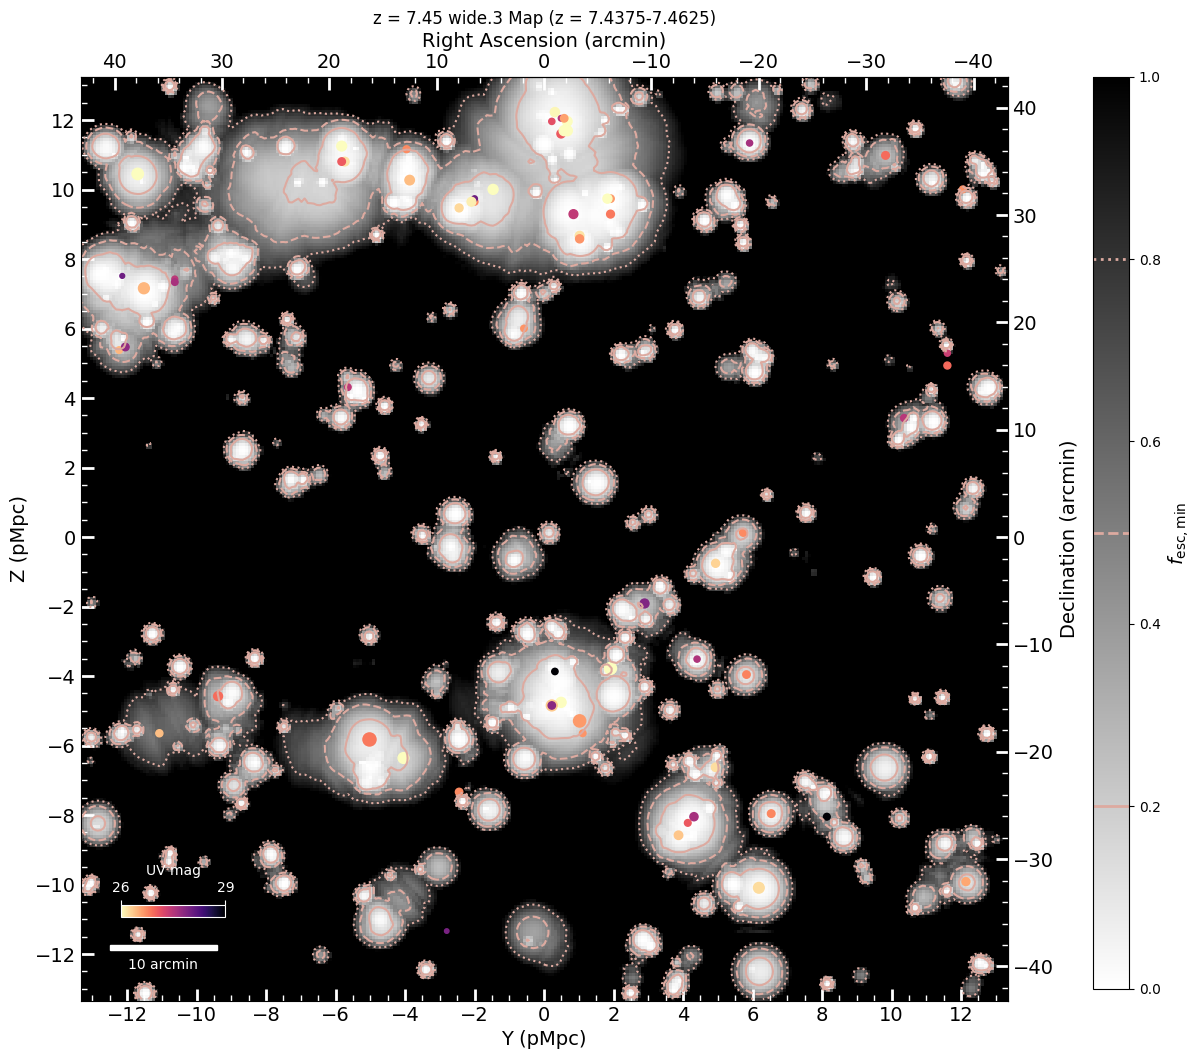 z = 7.45 wide.3 Map (z = 7.4375-7.4625)
Right Ascension (arcmin)
40 30 20 10 0 −10 −20 −30 −40
12
10
8
6
4
2
0
−2
−4
−6
−8
−10
−12
Z (pMpc)
40
30
20
10
0
−10
−20
−30
−40
Declination (arcmin)
1.0
0.8
0.6
0.4
0.2
0.0
fesc,min
UV mag
26 29
10 arcmin
−12 −10 −8 −6 −4 −2 0 2 4 6 8 10 12
Y (pMpc)